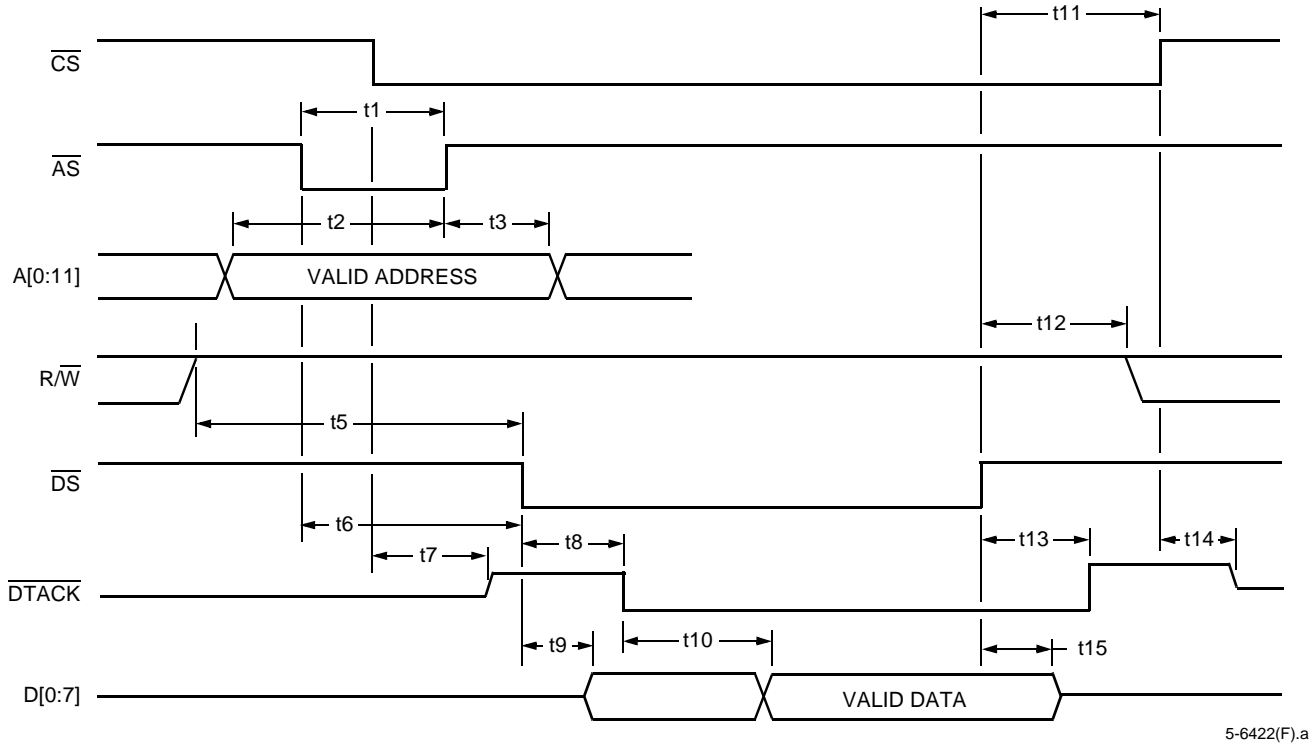 t11
CS
t1
AS
t2
t3
A[0:11]
VALID ADDRESS
t12
R/W
t5
DS
t6
t8
t13
t14
t7
DTACK
t9
t10
t15
D[0:7]
VALID DATA
5-6422(F).a